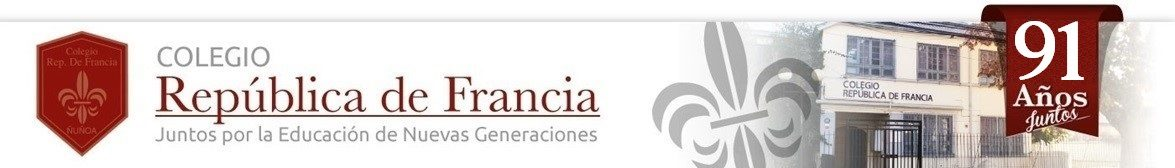 Colegio
Rep. De Francia
ÑUÑOA
COLEGIO
República de Francia
Juntos por la Educación de Nuevas Generaciones
COLEGIO
REPÚBLICA DE FRANCIA
91
Años
Juntos